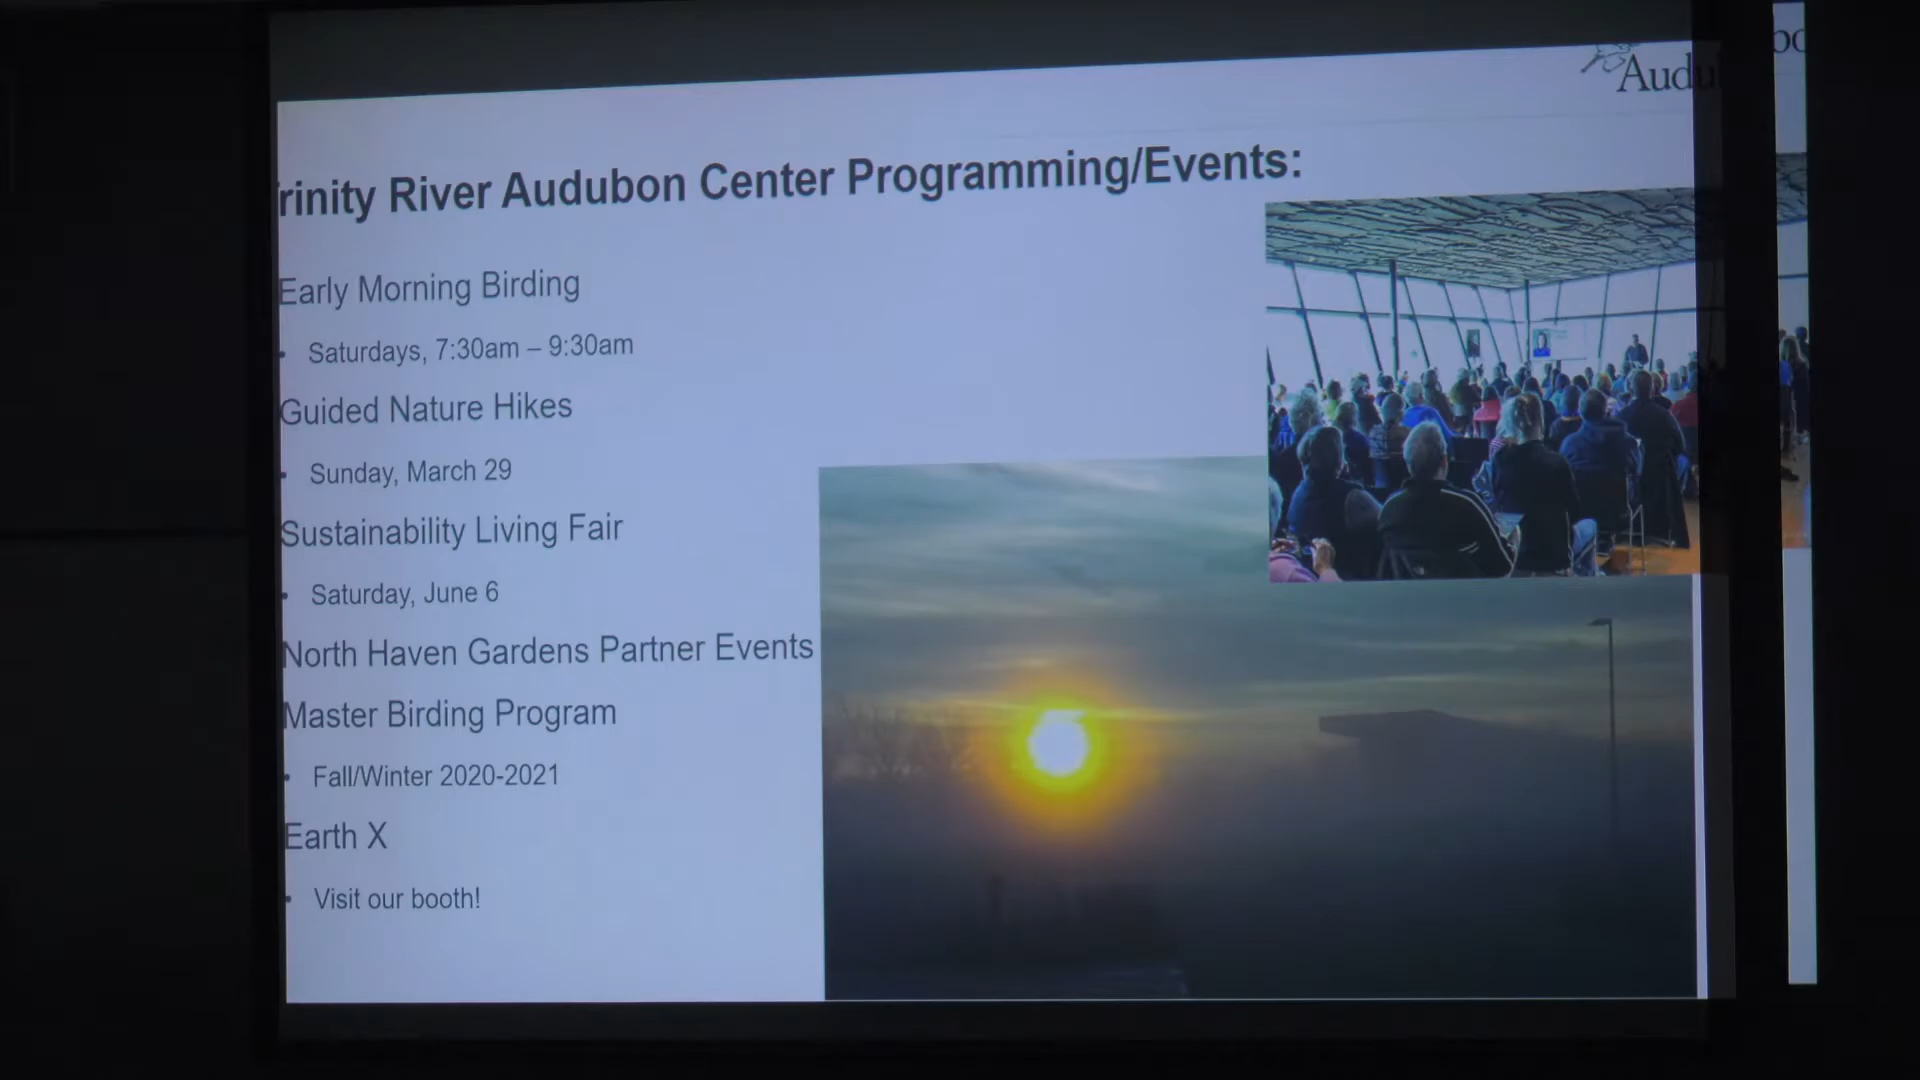 Audu
rinity River Audubon Center Programming/Events:
Early Morning Birding
• Saturdays, 7:30am – 9:30am
Guided Nature Hikes
• Sunday, March 29
Sustainability Living Fair
• Saturday, June 6
North Haven Gardens Partner Events
Master Birding Program
• Fall/Winter 2020-2021
Earth X
• Visit our booth!